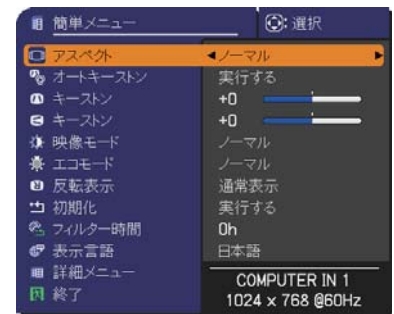 簡単メニュー 選択
アスペクト ノーマル
オートキーストン 実行する
キーストン +0
キーストン +0
映像モード ノーマル
エコモード ノーマル
反転表示 通常表示
初期化 実行する
フィルター時間 0h
表示言語 日本語
詳細メニュー
終了
COMPUTER IN 1
1024 x 768 @60Hz